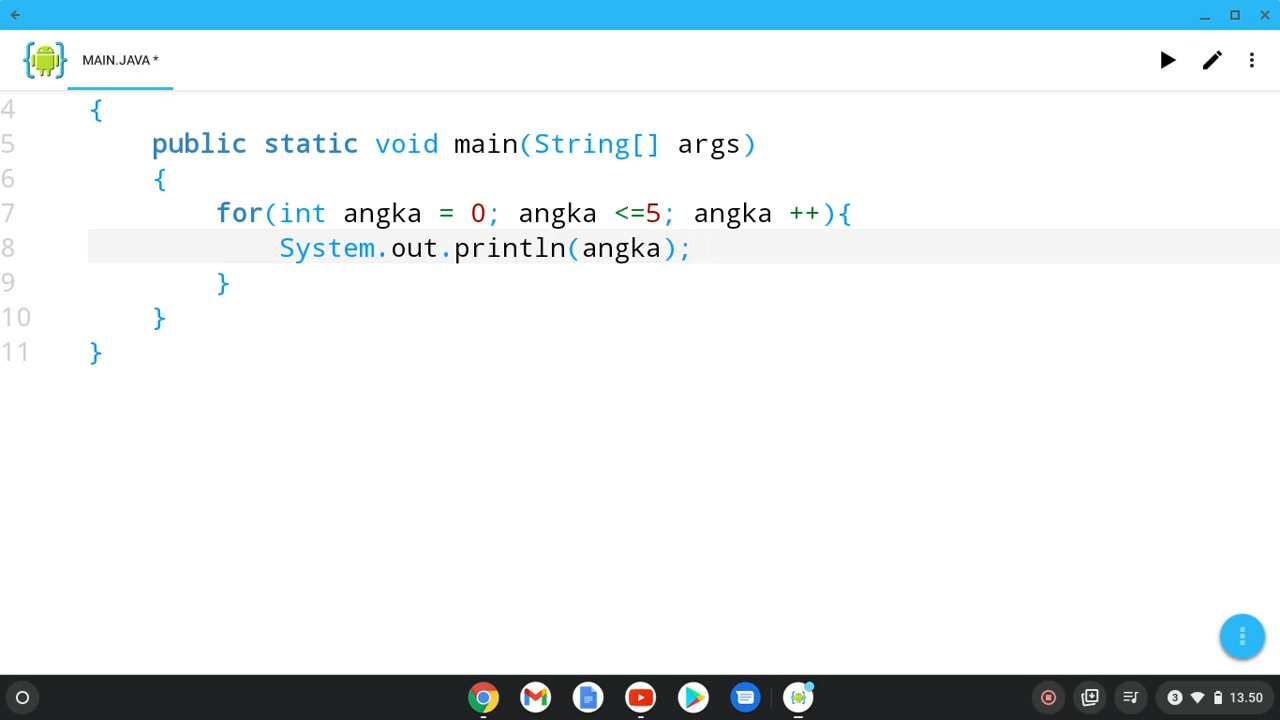 MAIN.JAVA *
4 {
5 public static void main(String[] args)
6 {
7 for(int angka = 0; angka <=5; angka ++){
8 System.out.println(angka);
9 }
10 }
11 }
3 13.50